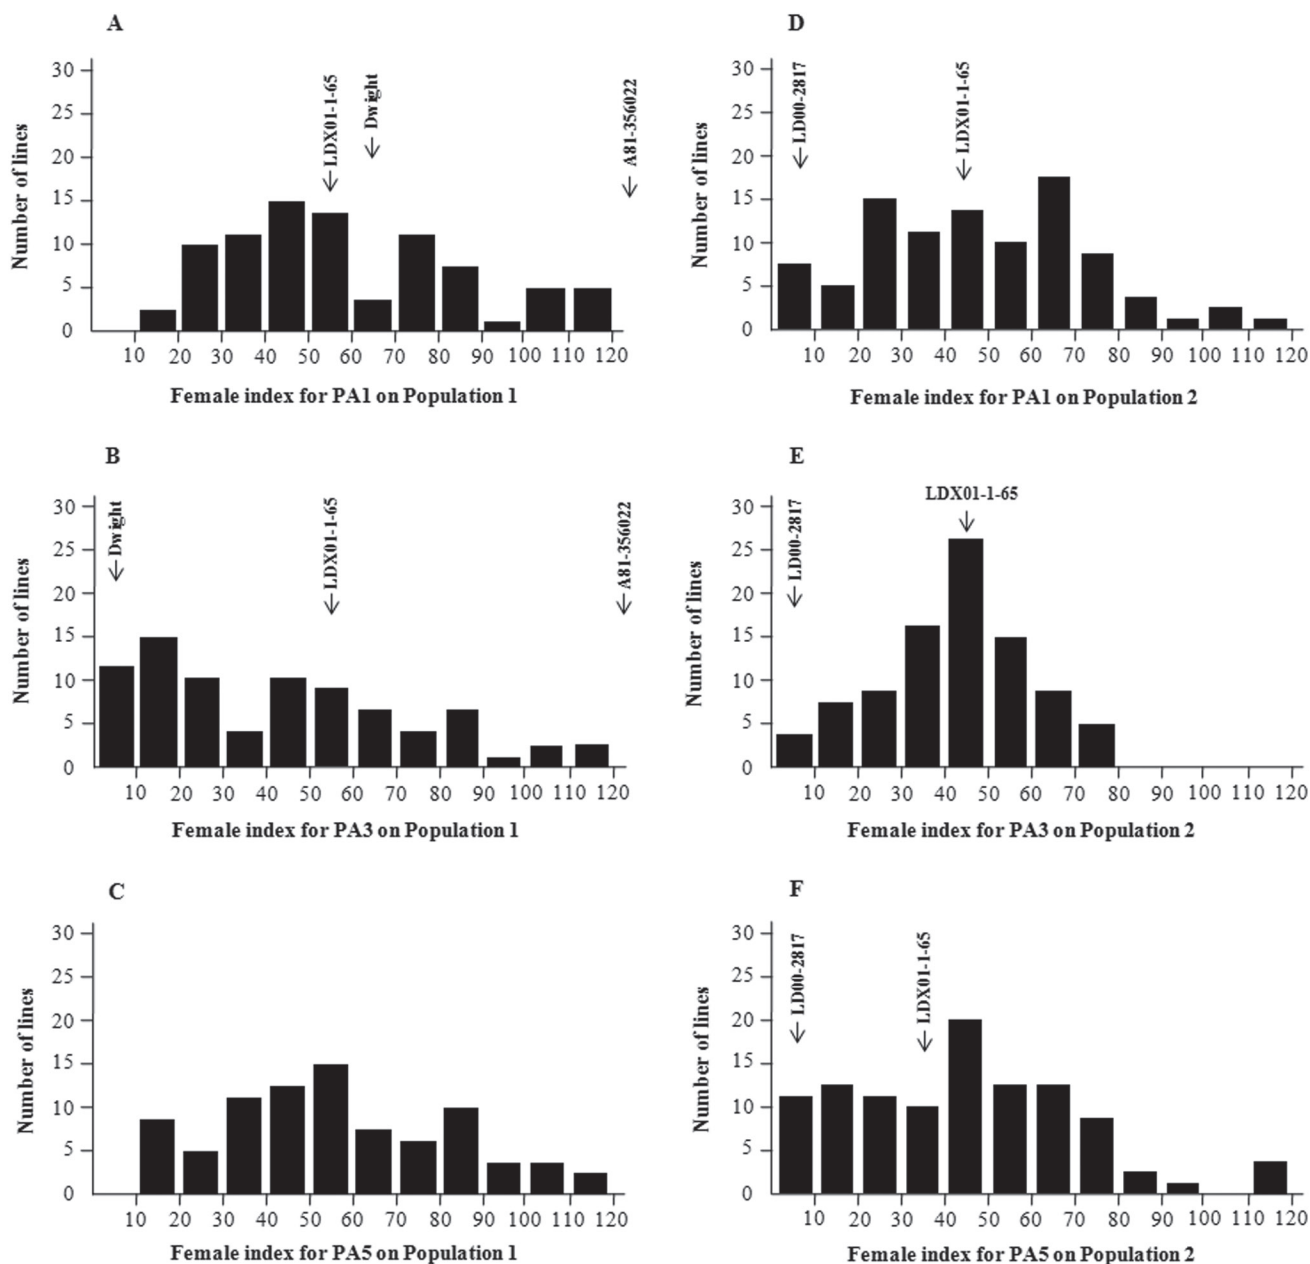 A
30
25
20
15
10
5
0
Number of lines
LDX01-1-65
Dwight
A81-356022
10 20 30 40 50 60 70 80 90 100 110 120
Female index for PA1 on Population 1
D
30
25
20
15
10
5
0
Number of lines
LD00-2817
LDX01-1-65
10 20 30 40 50 60 70 80 90 100 110 120
Female index for PA1 on Population 2
B
30
25
20
15
10
5
0
Number of lines
Dwight
LDX01-1-65
A81-356022
10 20 30 40 50 60 70 80 90 100 110 120
Female index for PA3 on Population 1
E
30
25
20
15
10
5
0
Number of lines
LD00-2817
LDX01-1-65
10 20 30 40 50 60 70 80 90 100 110 120
Female index for PA3 on Population 2
C
30
25
20
15
10
5
0
Number of lines
10 20 30 40 50 60 70 80 90 100 110 120
Female index for PA5 on Population 1
F
30
25
20
15
10
5
0
Number of lines
LD00-2817
LDX01-1-65
10 20 30 40 50 60 70 80 90 100 110 120
Female index for PA5 on Population 2